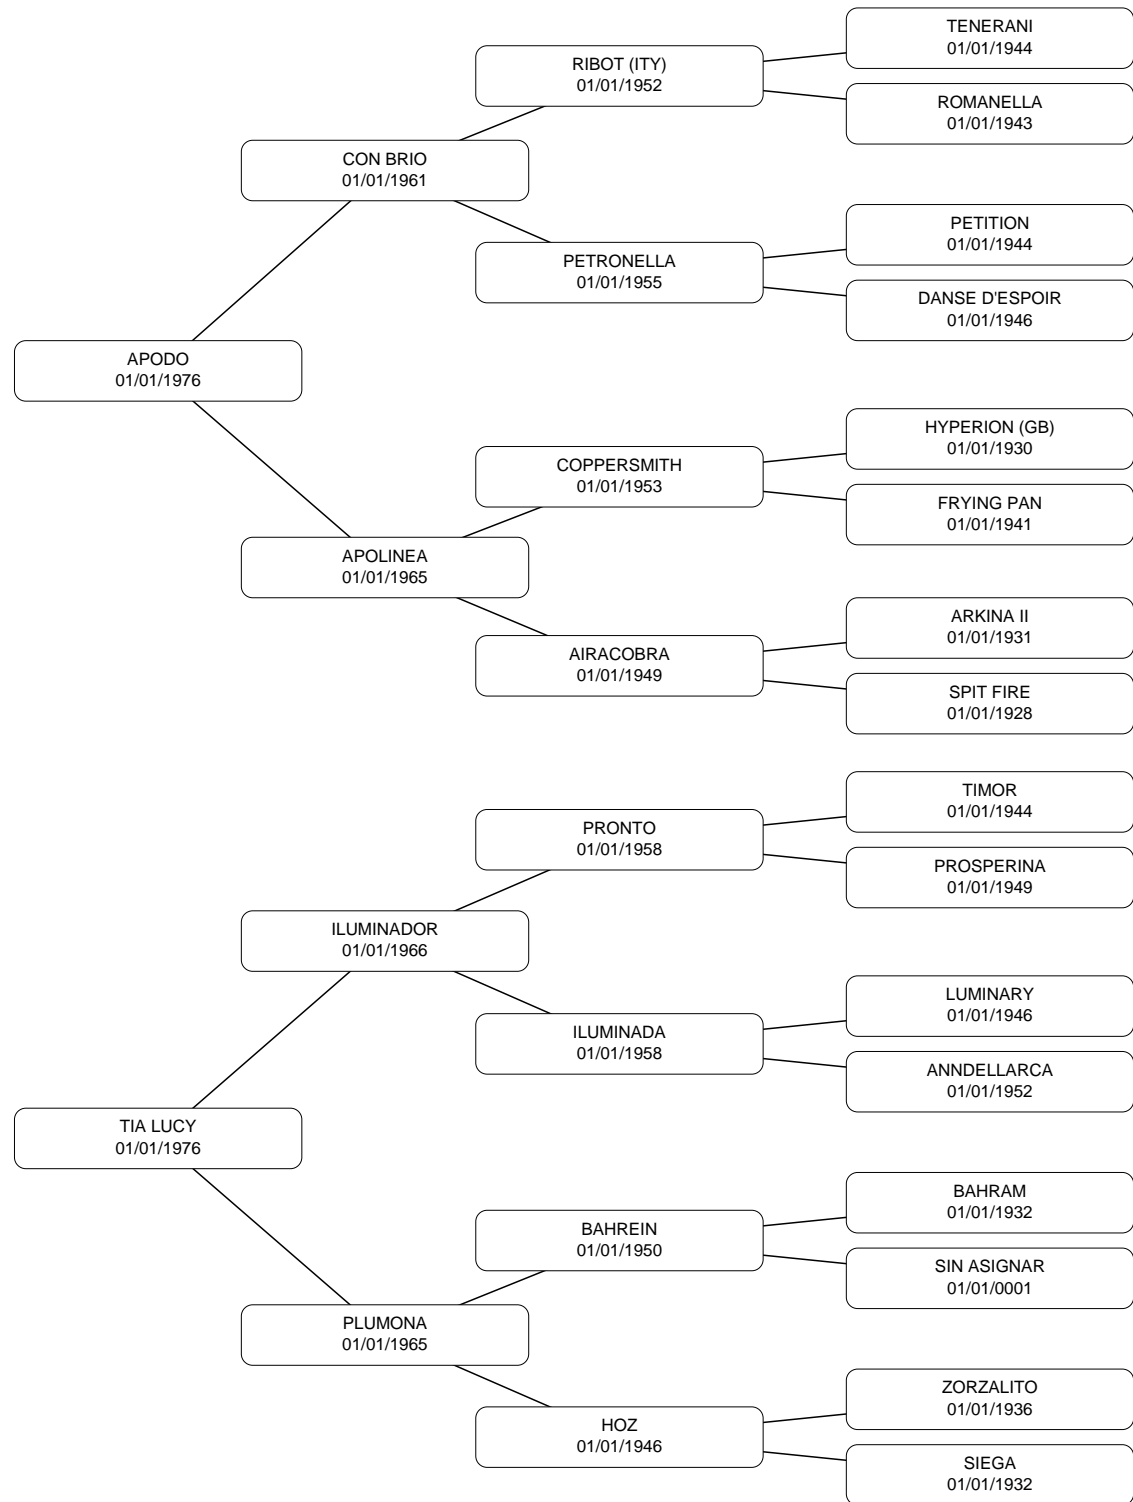 TENERANI
01/01/1944
RIBOT (ITY)
01/01/1952
ROMANELLA
01/01/1943
CON BRIO
01/01/1961
PETITION
01/01/1944
PETRONELLA
01/01/1955
DANSE D'ESPOIR
01/01/1946
APODO
01/01/1976
HYPERION (GB)
01/01/1930
COPPERSMITH
01/01/1953
FRYING PAN
01/01/1941
APOLINEA
01/01/1965
ARKINA II
01/01/1931
AIRACOBRA
01/01/1949
SPIT FIRE
01/01/1928
TIMOR
01/01/1944
PRONTO
01/01/1958
PROSPERINA
01/01/1949
ILUMINADOR
01/01/1966
LUMINARY
01/01/1946
ILUMINADA
01/01/1958
ANNDELLARCA
01/01/1952
TIA LUCY
01/01/1976
BAHRAM
01/01/1932
BAHREIN
01/01/1950
SIN ASIGNAR
01/01/0001
PLUMONA
01/01/1965
ZORZALITO
01/01/1936
HOZ
01/01/1946
SIEGA
01/01/1932